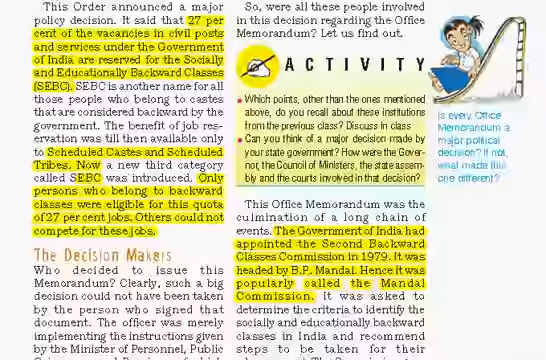 This Order announced a major
policy decision. It said that 27 per
cent of the vacancies in civil posts
and services under the Government
of India are reserved for the Socially
and Educationally Backward Classes
(SEBC). SEBC is another name for all
those people who belong to castes
that are considered backward by the
government. The benefit of job res-
ervation was till then available only
to Scheduled Castes and Scheduled
Tribes. Now a new third category
called SEBC was introduced. Only
persons who belong to backward
classes were eligible for this quota
of 27 per cent jobs. Others could not
compete for these jobs.
The Decision Makers
Who decided to issue this
Memorandum? Clearly, such a big
decision could not have been taken
by the person who signed that
document. The officer was merely
implementing the instructions given
by the Minister of Personnel, Public
So, were all these people involved
in this decision regarding the Office
Memorandum? Let us find out.
ACTIVITY
• Which points, other than the ones mentioned
above, do you recall about these institutions
from the previous class? Discuss in class
• Can you think of a major decision made by
your state government? How were the Gover-
nor, the Council of Ministers, the state assem-
bly and the courts involved in that decision?
This Office Memorandum was the
culmination of a long chain of
events. The Government of India had
appointed the Second Backward
Classes Commission in 1979. It was
headed by B.P. Mandal. Hence it was
popularly called the Mandal
Commission. It was asked to
determine the criteria to identify the
socially and educationally backward
classes in India and recommend
steps to be taken for their
Is every Office
Memorandum a
major political
decision? If not,
what made this
one different?